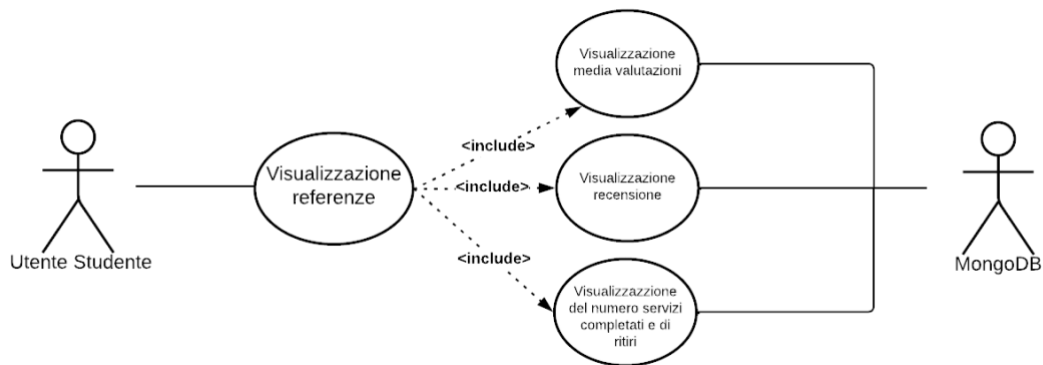 Visualizzazione
media valutazioni
<include>
Visualizzazione
referenze
<include>
Visualizzazione
recensione
Utente Studente
<include>
MongoDB
Visualizzazzione
del numero servizi
completati e di
ritiri